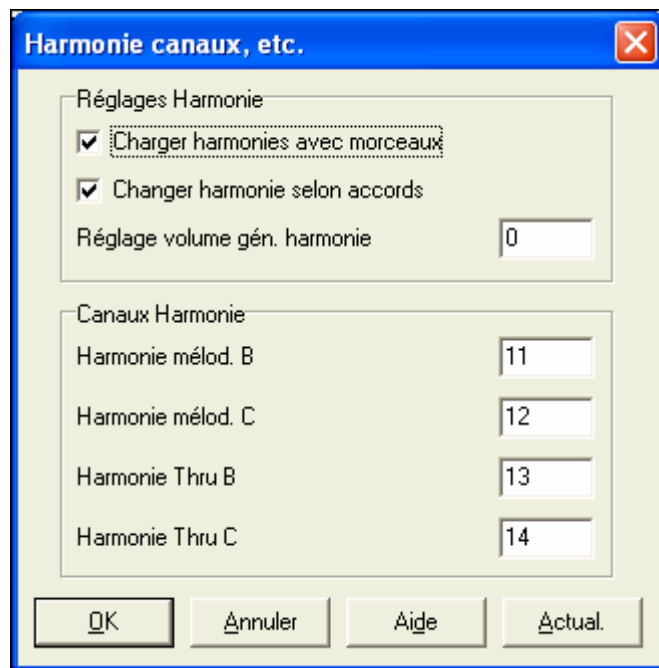 Harmonie canaux, etc.
Réglages Harmonie
Charger harmonies avec morceaux
Changer harmonie selon accords
Réglage volume gén. harmonie 0
Canaux Harmonie
Harmonie mélod. B 11
Harmonie mélod. C 12
Harmonie Thru B 13
Harmonie Thru C 14
OK Annuler Aide Actual.